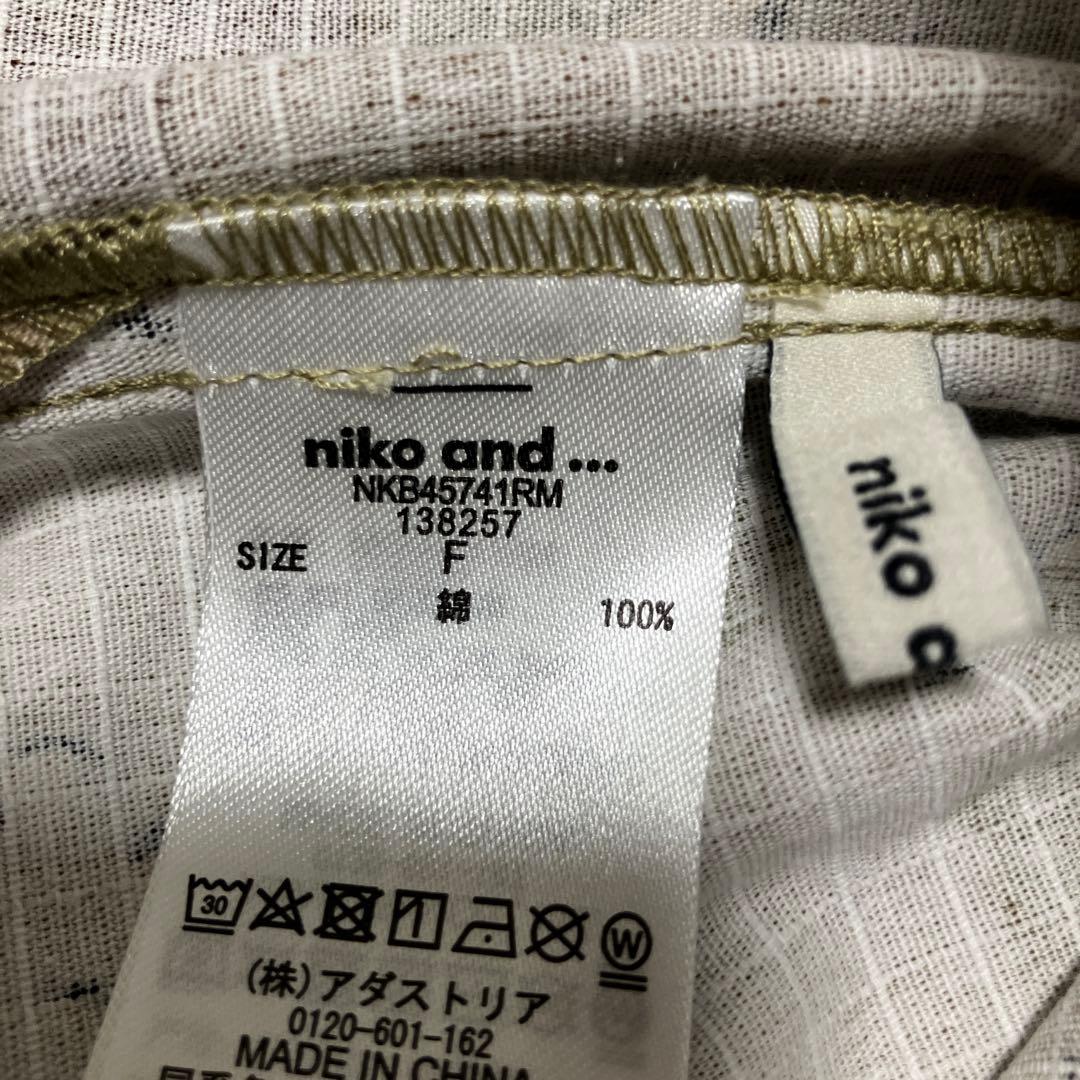 niko and ...
NKB45741RM
138257
SIZE F
綿 100%
30
W
(株)アダストリア
0120-601-162
MADE IN CHINA
niko a